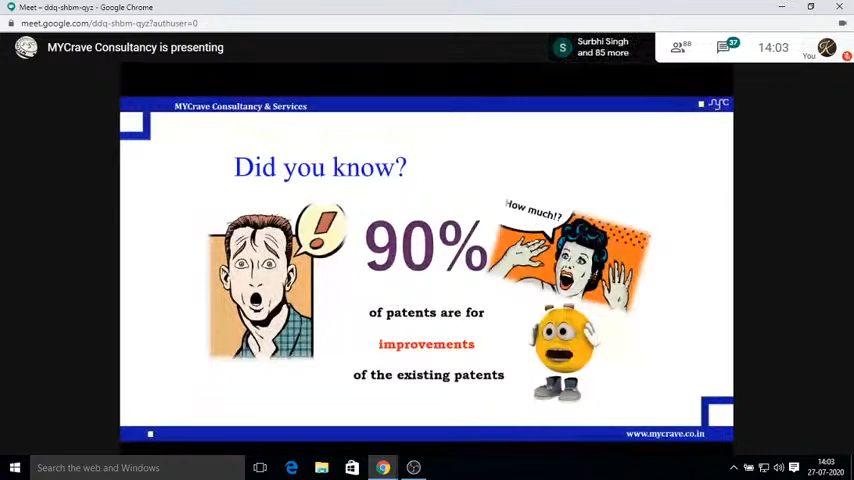 Meet – ddq-shbm-qyz - Google Chrome
meet.google.com/ddq-shbm-qyz?authuser=0
MYCrave Consultancy is presenting
S
Surbhi Singh
and 85 more
88
37
14:03
You
MYCrave Consultancy & Services
Did you know?
!
How much!?
90%
of patents are for
improvements
of the existing patents
www.mycrave.co.in
Search the web and Windows
14:03
27-07-2020